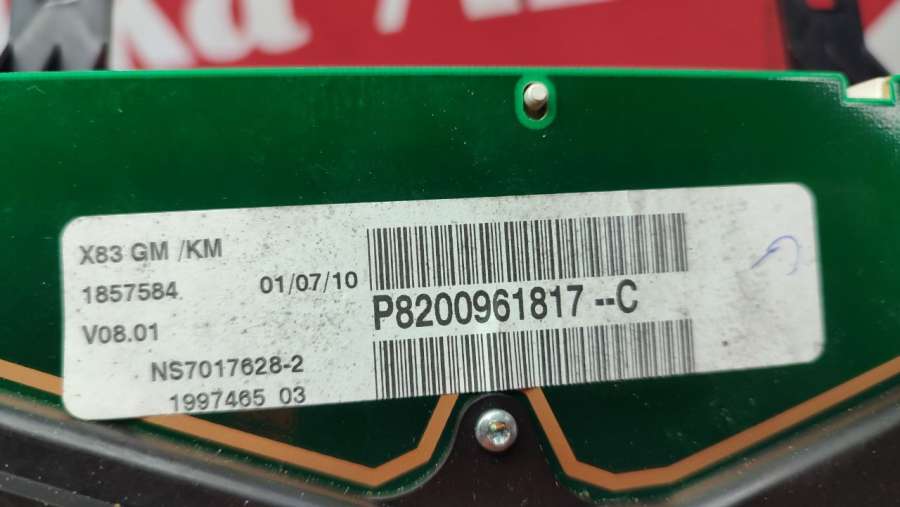 X83 GM /KM
1857584
01/07/10
V08.01
P8200961817--C
NS7017628-2
1997465 03